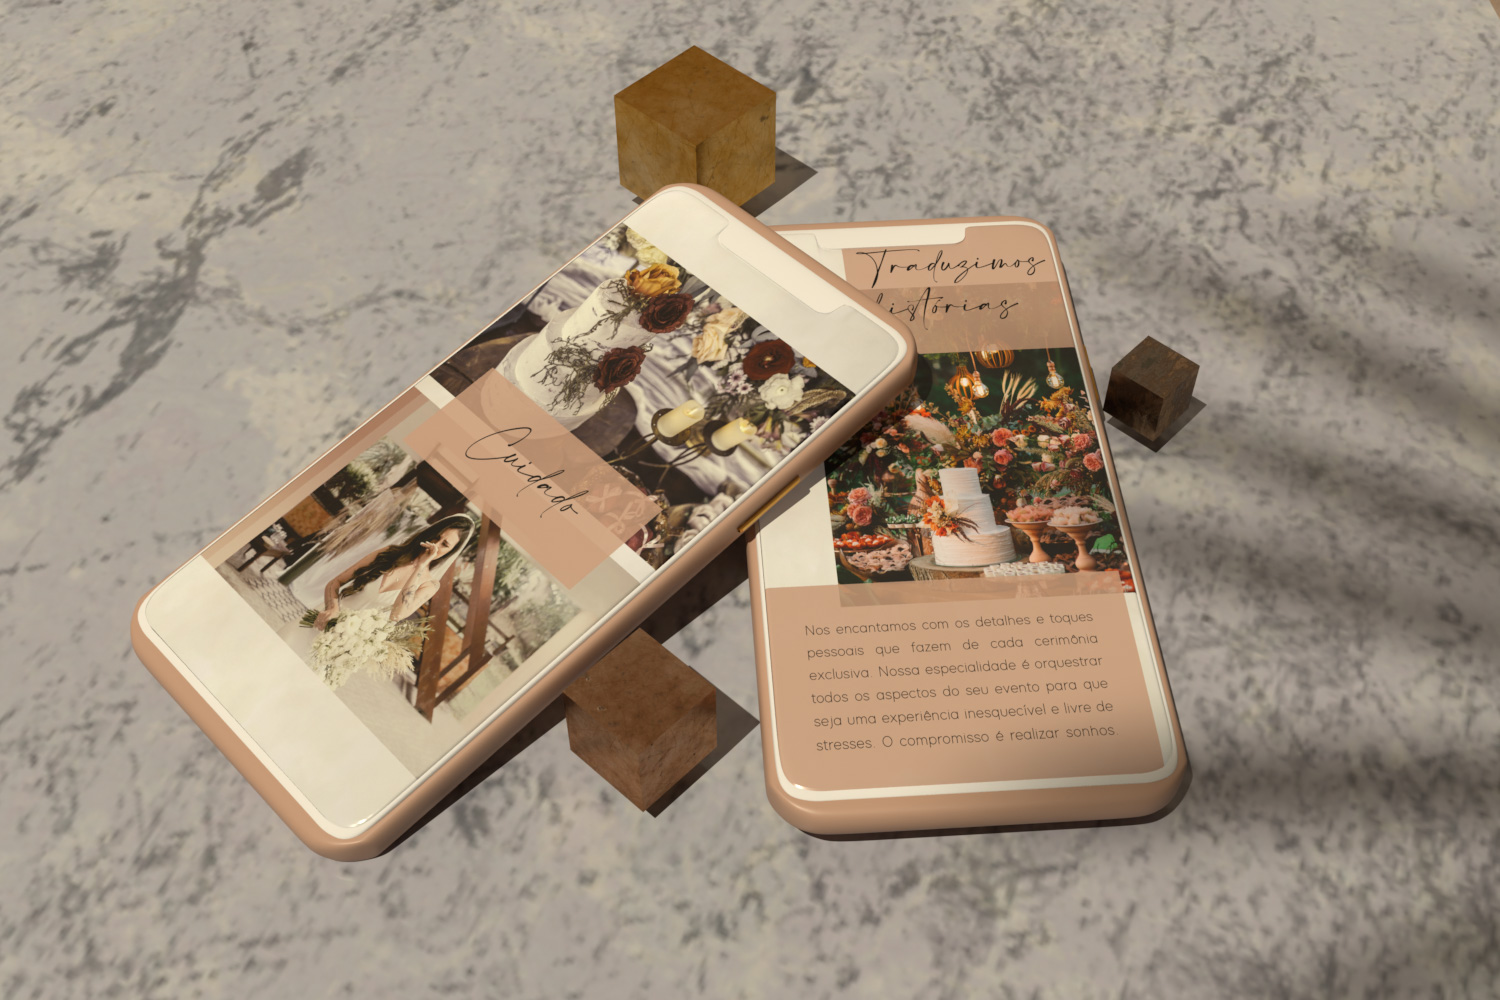 Cuidado
Traduzimos
histórias
Nos encantamos com os detalhes e toques
pessoais que fazem de cada cerimônia
exclusiva. Nossa especialidade é orquestrar
todos os aspectos do seu evento para que
seja uma experiência inesquecível e livre de
stresses. O compromisso é realizar sonhos.